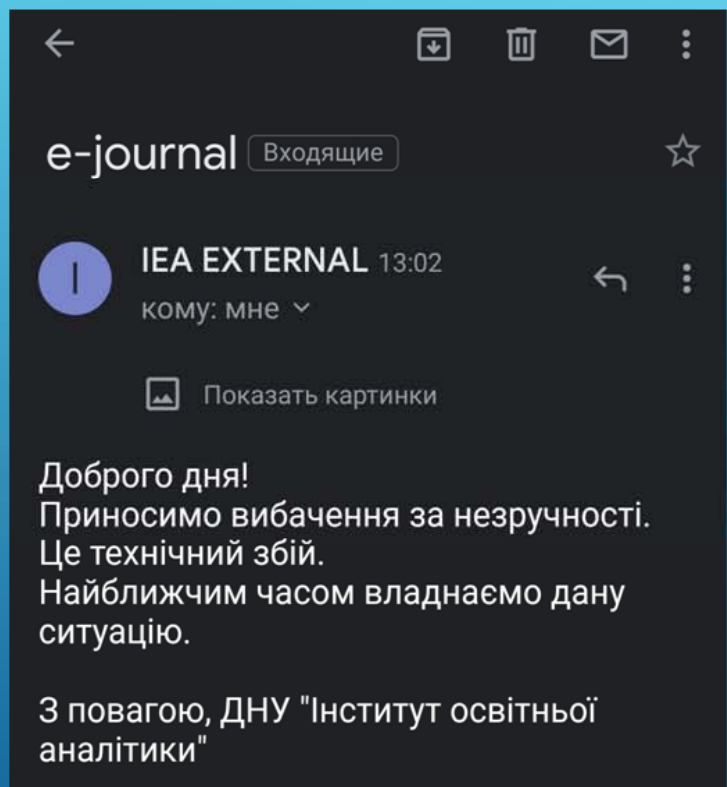 e-journal Входящие
I
IEA EXTERNAL 13:02
кому: мне
Показать картинки
Доброго дня!
Приносимо вибачення за незручності.
Це технічний збій.
Найближчим часом владнаємо дану
ситуацію.
З повагою, ДНУ "Інститут освітньої
аналітики"